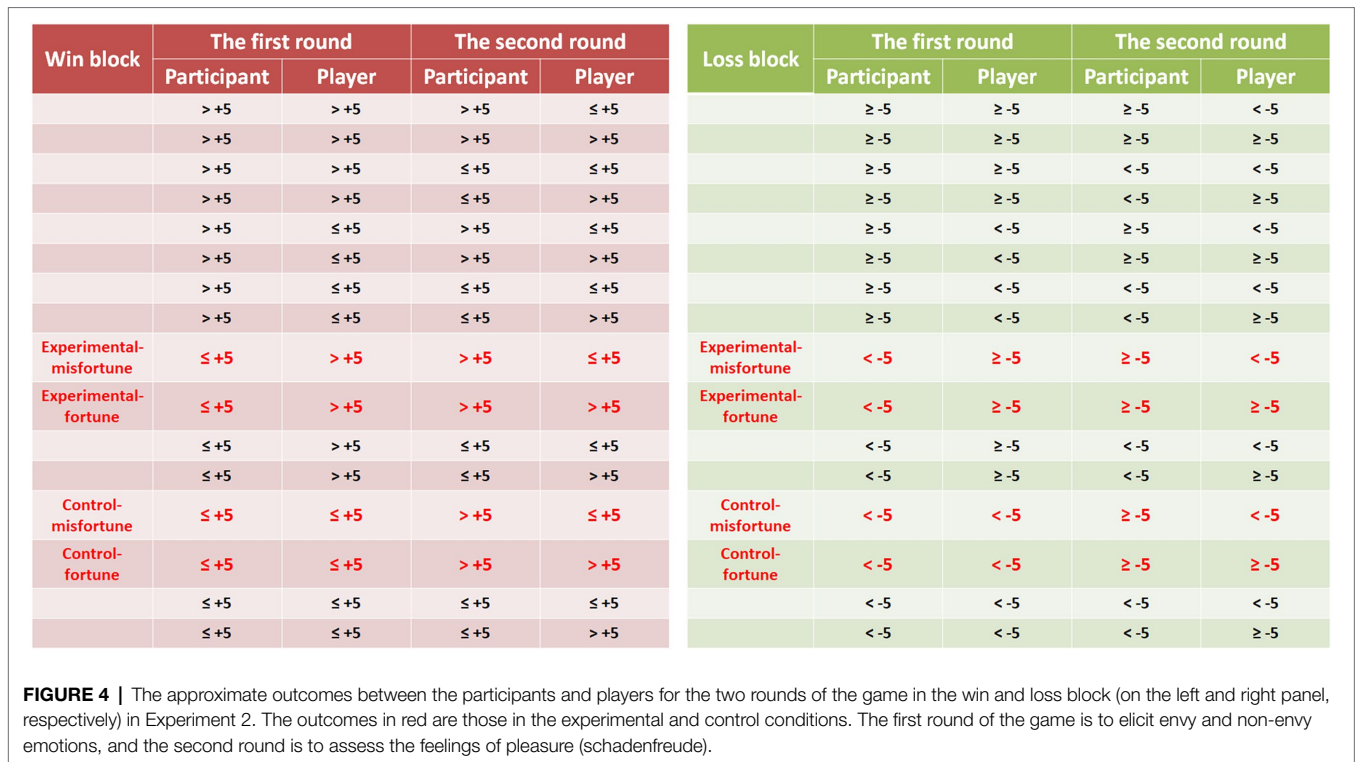 Win block The first round The second round
Participant Player Participant Player
> +5 > +5 > +5 ≤ +5
> +5 > +5 > +5 > +5
> +5 > +5 ≤ +5 ≤ +5
> +5 > +5 ≤ +5 > +5
> +5 ≤ +5 > +5 ≤ +5
> +5 ≤ +5 > +5 > +5
> +5 ≤ +5 ≤ +5 ≤ +5
> +5 ≤ +5 ≤ +5 > +5
Experimental-
misfortune ≤ +5 > +5 > +5 ≤ +5
Experimental-
fortune ≤ +5 > +5 > +5 > +5
≤ +5 > +5 ≤ +5 ≤ +5
≤ +5 > +5 ≤ +5 > +5
Control-
misfortune ≤ +5 ≤ +5 > +5 ≤ +5
Control-
fortune ≤ +5 ≤ +5 > +5 > +5
≤ +5 ≤ +5 ≤ +5 ≤ +5
≤ +5 ≤ +5 ≤ +5 > +5
Loss block The first round The second round
Participant Player Participant Player
≥ -5 ≥ -5 ≥ -5 < -5
≥ -5 ≥ -5 ≥ -5 ≥ -5
≥ -5 ≥ -5 < -5 < -5
≥ -5 ≥ -5 < -5 ≥ -5
≥ -5 < -5 ≥ -5 < -5
≥ -5 < -5 ≥ -5 ≥ -5
≥ -5 < -5 < -5 < -5
≥ -5 < -5 < -5 ≥ -5
Experimental-
misfortune < -5 ≥ -5 ≥ -5 < -5
Experimental-
fortune < -5 ≥ -5 ≥ -5 ≥ -5
< -5 ≥ -5 < -5 < -5
< -5 ≥ -5 < -5 ≥ -5
Control-
misfortune < -5 < -5 ≥ -5 < -5
Control-
fortune < -5 < -5 ≥ -5 ≥ -5
< -5 < -5 < -5 < -5
< -5 < -5 < -5 ≥ -5
FIGURE 4 | The approximate outcomes between the participants and players for the two rounds of the game in the win and loss block (on the left and right panel,
respectively) in Experiment 2. The outcomes in red are those in the experimental and control conditions. The first round of the game is to elicit envy and non-envy
emotions, and the second round is to assess the feelings of pleasure (schadenfreude).